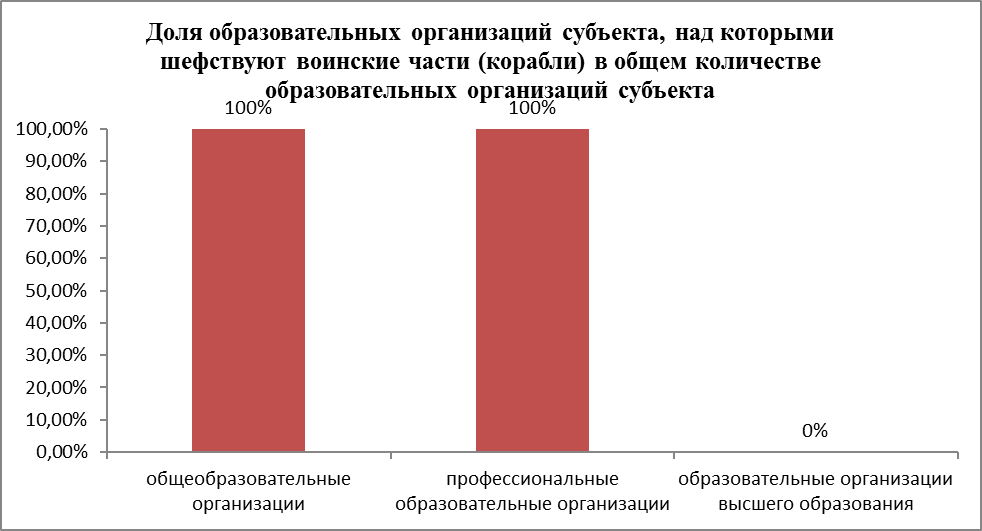 Доля образовательных организаций субъекта, над которыми
шефствуют воинские части (корабли) в общем количестве
образовательных организаций субъекта
100%
100%
0%
100,00%
90,00%
80,00%
70,00%
60,00%
50,00%
40,00%
30,00%
20,00%
10,00%
0,00%
общеобразовательные
организации
профессиональные
образовательные организации
образовательные организации
высшего образования